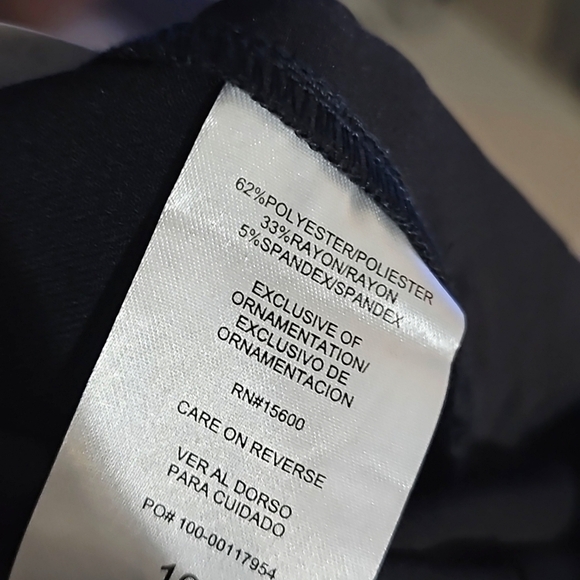 62%POLYESTER/POLIESTER
33%RAYON/RAYON
5%SPANDEX/SPANDEX
EXCLUSIVE OF
ORNAMENTATION/
EXCLUSIVO DE
ORNAMENTACION
RN#15600
CARE ON REVERSE
VER AL DORSO
PARA CUIDADO
PO# 100-00117954